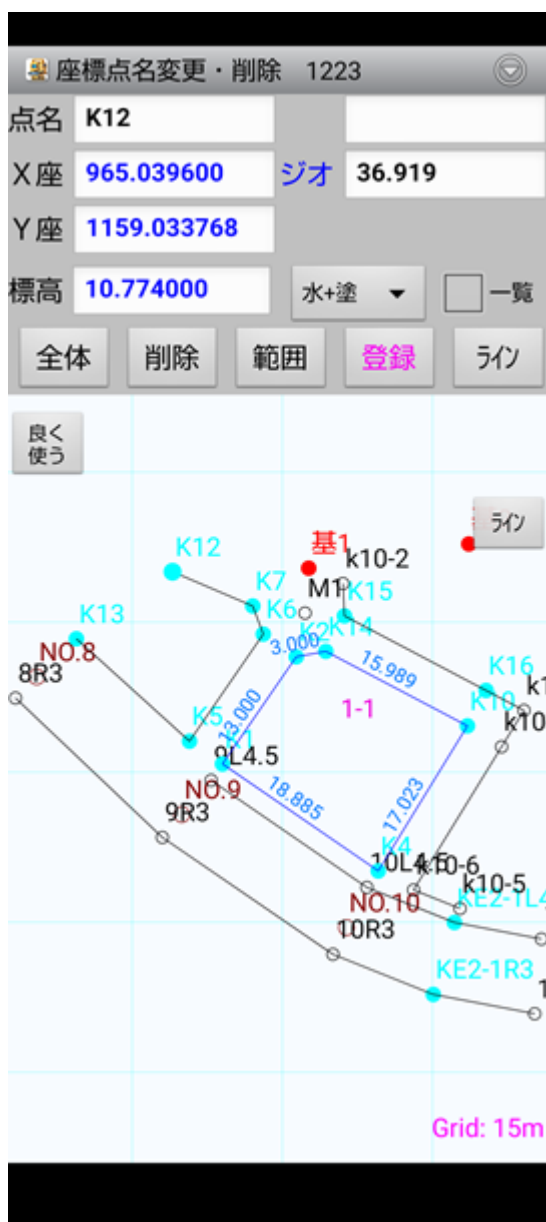 座標点名変更・削除 1223
点名 K12
X座 965.039600 ジオ 36.919
Y座 1159.033768
標高 10.774000 水+塗 一覧
全体 削除 範囲 登録 ﾗｲﾝ
良く
使う
ﾗｲﾝ
基1
K12
k10-2
K7
M1
K15
K6
K13
K2
K14
3.000
NO.8
15.989
8R3
K16
1-1
K5
13.000
K10
k10
K1
9L4.5
18.885
NO.9
17.023
9R3
K4
10L4.5
k10-6
k10-5
NO.10
KE2-1L4
10R3
KE2-1R3
Grid: 15m